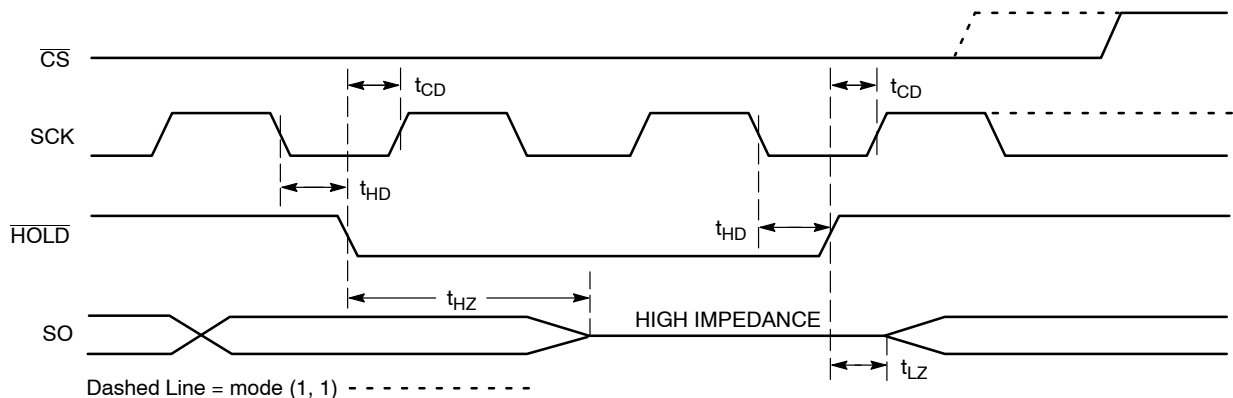 CS
tCD
tCD
SCK
tHD
HOLD
tHD
tHZ
HIGH IMPEDANCE
SO
tLZ
Dashed Line = mode (1, 1)